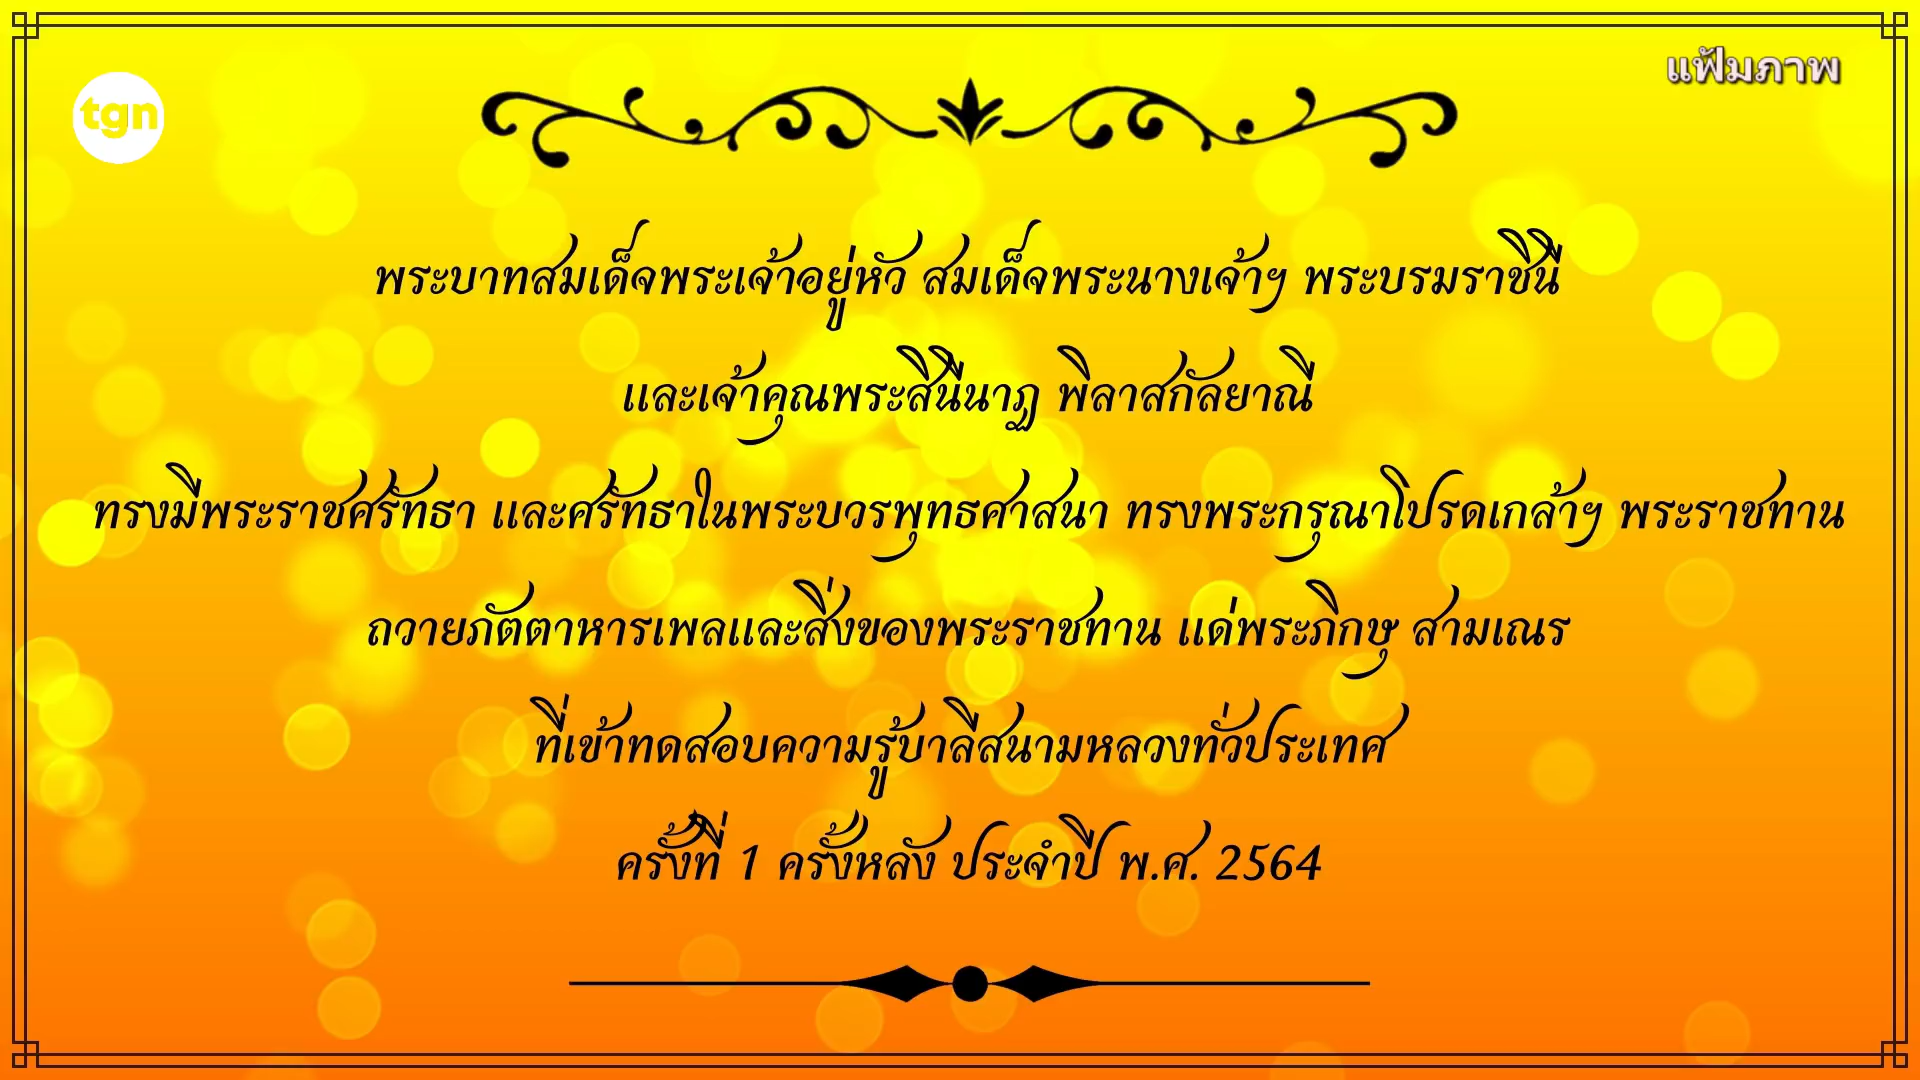 แฟ้มภาพ
tgn
พระบาทสมเด็จพระเจ้าอยู่หัว สมเด็จพระนางเจ้าฯ พระบรมราชินี
และเจ้าคุณพระสินีนาฏ พิลาสกัลยาณี
ทรงมีพระราชศรัทธา และศรัทธาในพระบวรพุทธศาสนา ทรงพระกรุณาโปรดเกล้าฯ พระราชทาน
ถวายภัตตาหารเพลและสิ่งของพระราชทาน แด่พระภิกษุ สามเณร
ที่เข้าทดสอบความรู้บาลีสนามหลวงทั่วประเทศ
ครั้งที่ 1 ครั้งหลัง ประจำปี พ.ศ. 2564